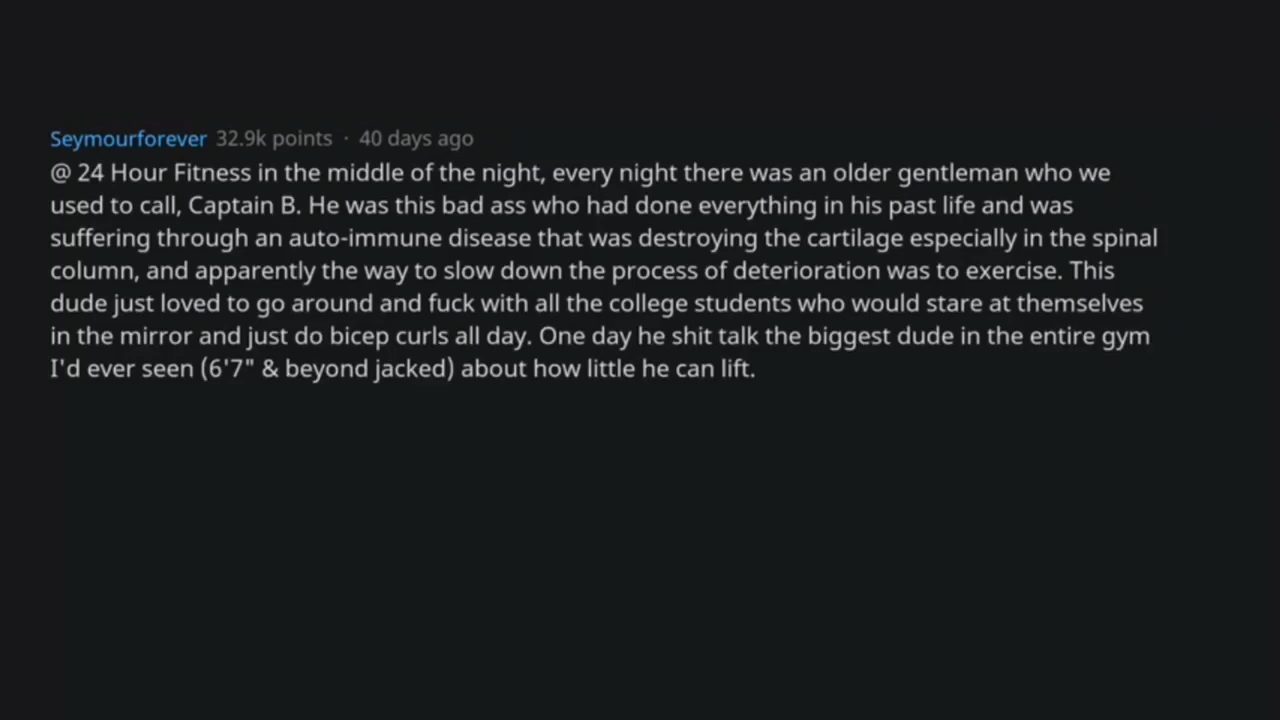 Seymourforever 32.9k points · 40 days ago
@ 24 Hour Fitness in the middle of the night, every night there was an older gentleman who we
used to call, Captain B. He was this bad ass who had done everything in his past life and was
suffering through an auto-immune disease that was destroying the cartilage especially in the spinal
column, and apparently the way to slow down the process of deterioration was to exercise. This
dude just loved to go around and fuck with all the college students who would stare at themselves
in the mirror and just do bicep curls all day. One day he shit talk the biggest dude in the entire gym
I'd ever seen (6'7" & beyond jacked) about how little he can lift.